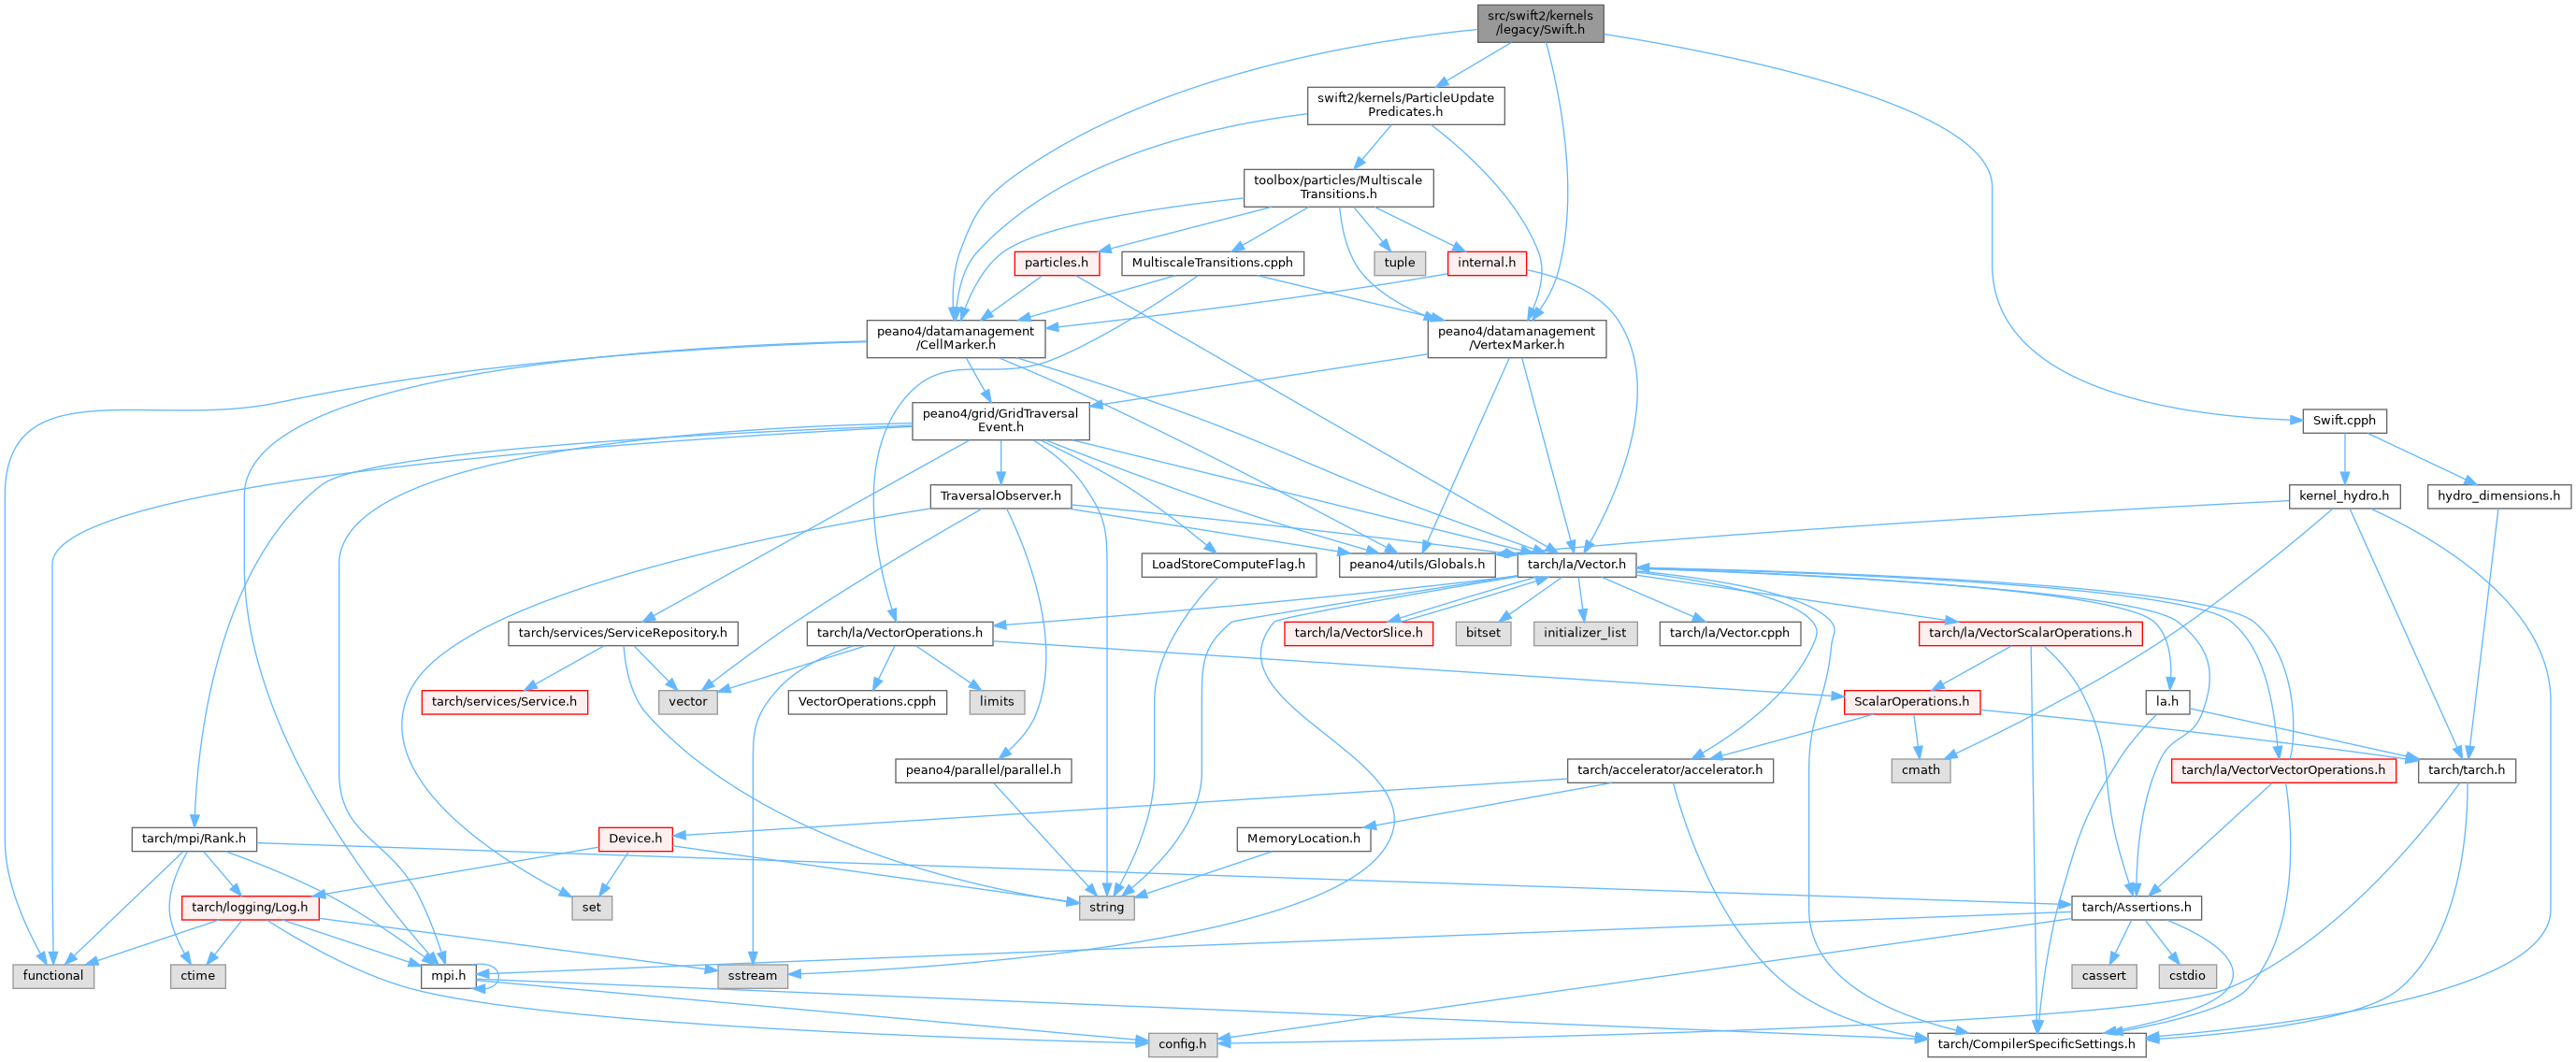 src/swift2/kernels
/legacy/Swift.h
swift2/kernels/ParticleUpdate
Predicates.h
toolbox/particles/Multiscale
Transitions.h
particles.h
MultiscaleTransitions.cpph
tuple
internal.h
peano4/datamanagement
/CellMarker.h
peano4/datamanagement
/VertexMarker.h
peano4/grid/GridTraversal
Event.h
Swift.cpph
TraversalObserver.h
kernel_hydro.h
hydro_dimensions.h
LoadStoreComputeFlag.h
peano4/utils/Globals.h
tarch/la/Vector.h
tarch/services/ServiceRepository.h
tarch/la/VectorOperations.h
tarch/la/VectorSlice.h
bitset
initializer_list
tarch/la/Vector.cpph
tarch/la/VectorScalarOperations.h
tarch/services/Service.h
vector
VectorOperations.cpph
limits
ScalarOperations.h
la.h
peano4/parallel/parallel.h
tarch/accelerator/accelerator.h
cmath
tarch/la/VectorVectorOperations.h
tarch/tarch.h
tarch/mpi/Rank.h
Device.h
MemoryLocation.h
tarch/logging/Log.h
set
string
tarch/Assertions.h
functional
ctime
mpi.h
sstream
cassert
cstdio
config.h
tarch/CompilerSpecificSettings.h